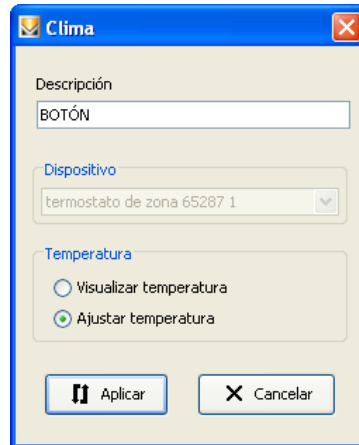 Clima
Descripción
BOTÓN
Dispositivo
termostato de zona 65287 1
Temperatura
Visualizar temperatura
Ajustar temperatura
Aplicar
Cancelar